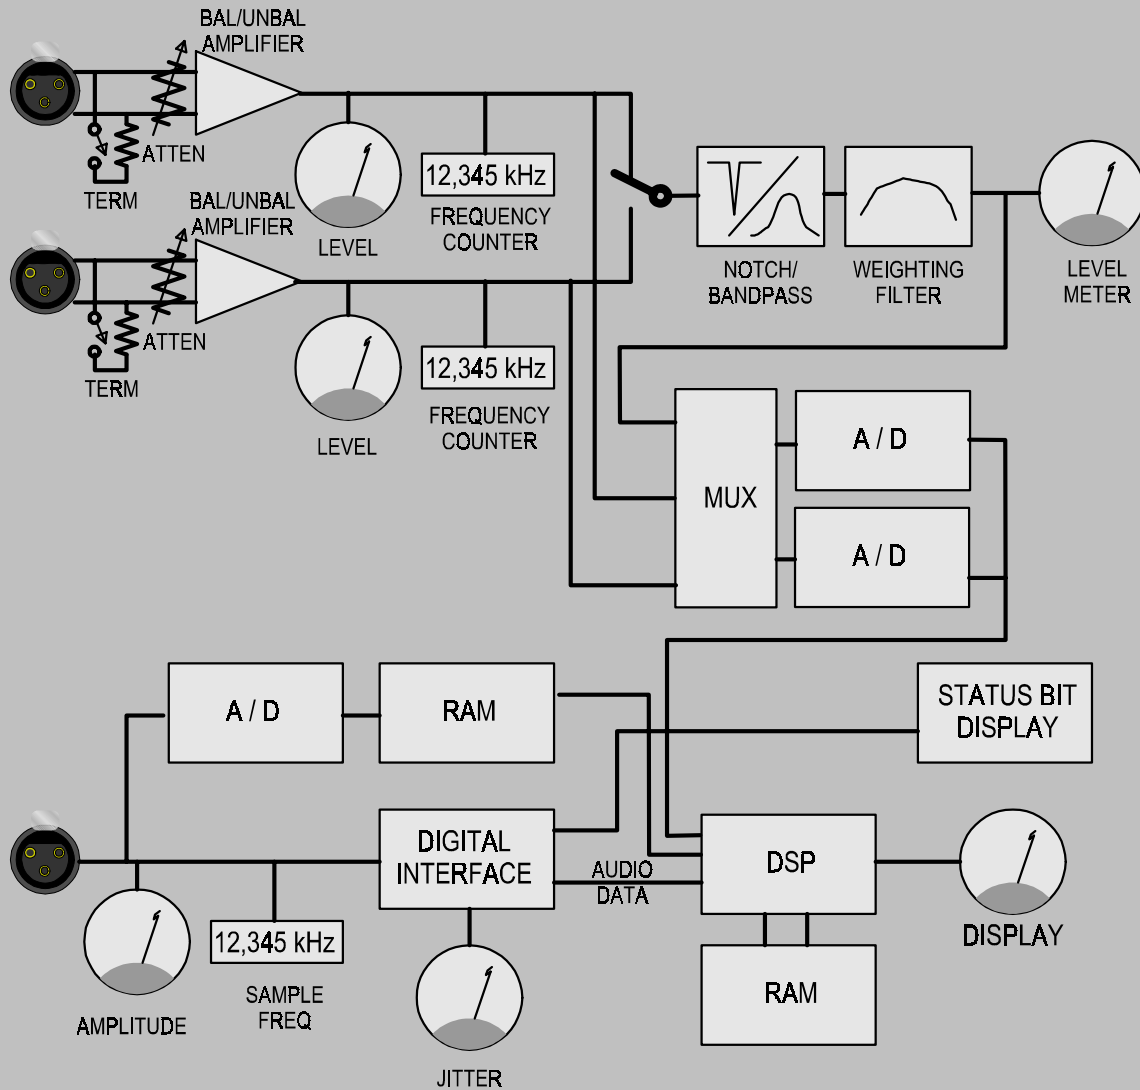 BAL/UNBAL
AMPLIFIER
ATTEN
TERM
LEVEL
12,345 kHz
FREQUENCY
COUNTER
BAL/UNBAL
AMPLIFIER
ATTEN
TERM
LEVEL
12,345 kHz
FREQUENCY
COUNTER
NOTCH/
BANDPASS
WEIGHTING
FILTER
LEVEL
METER
MUX
A / D
A / D
A / D
RAM
STATUS BIT
DISPLAY
DIGITAL
INTERFACE
AUDIO
DATA
DSP
DISPLAY
RAM
AMPLITUDE
12,345 kHz
SAMPLE
FREQ
JITTER